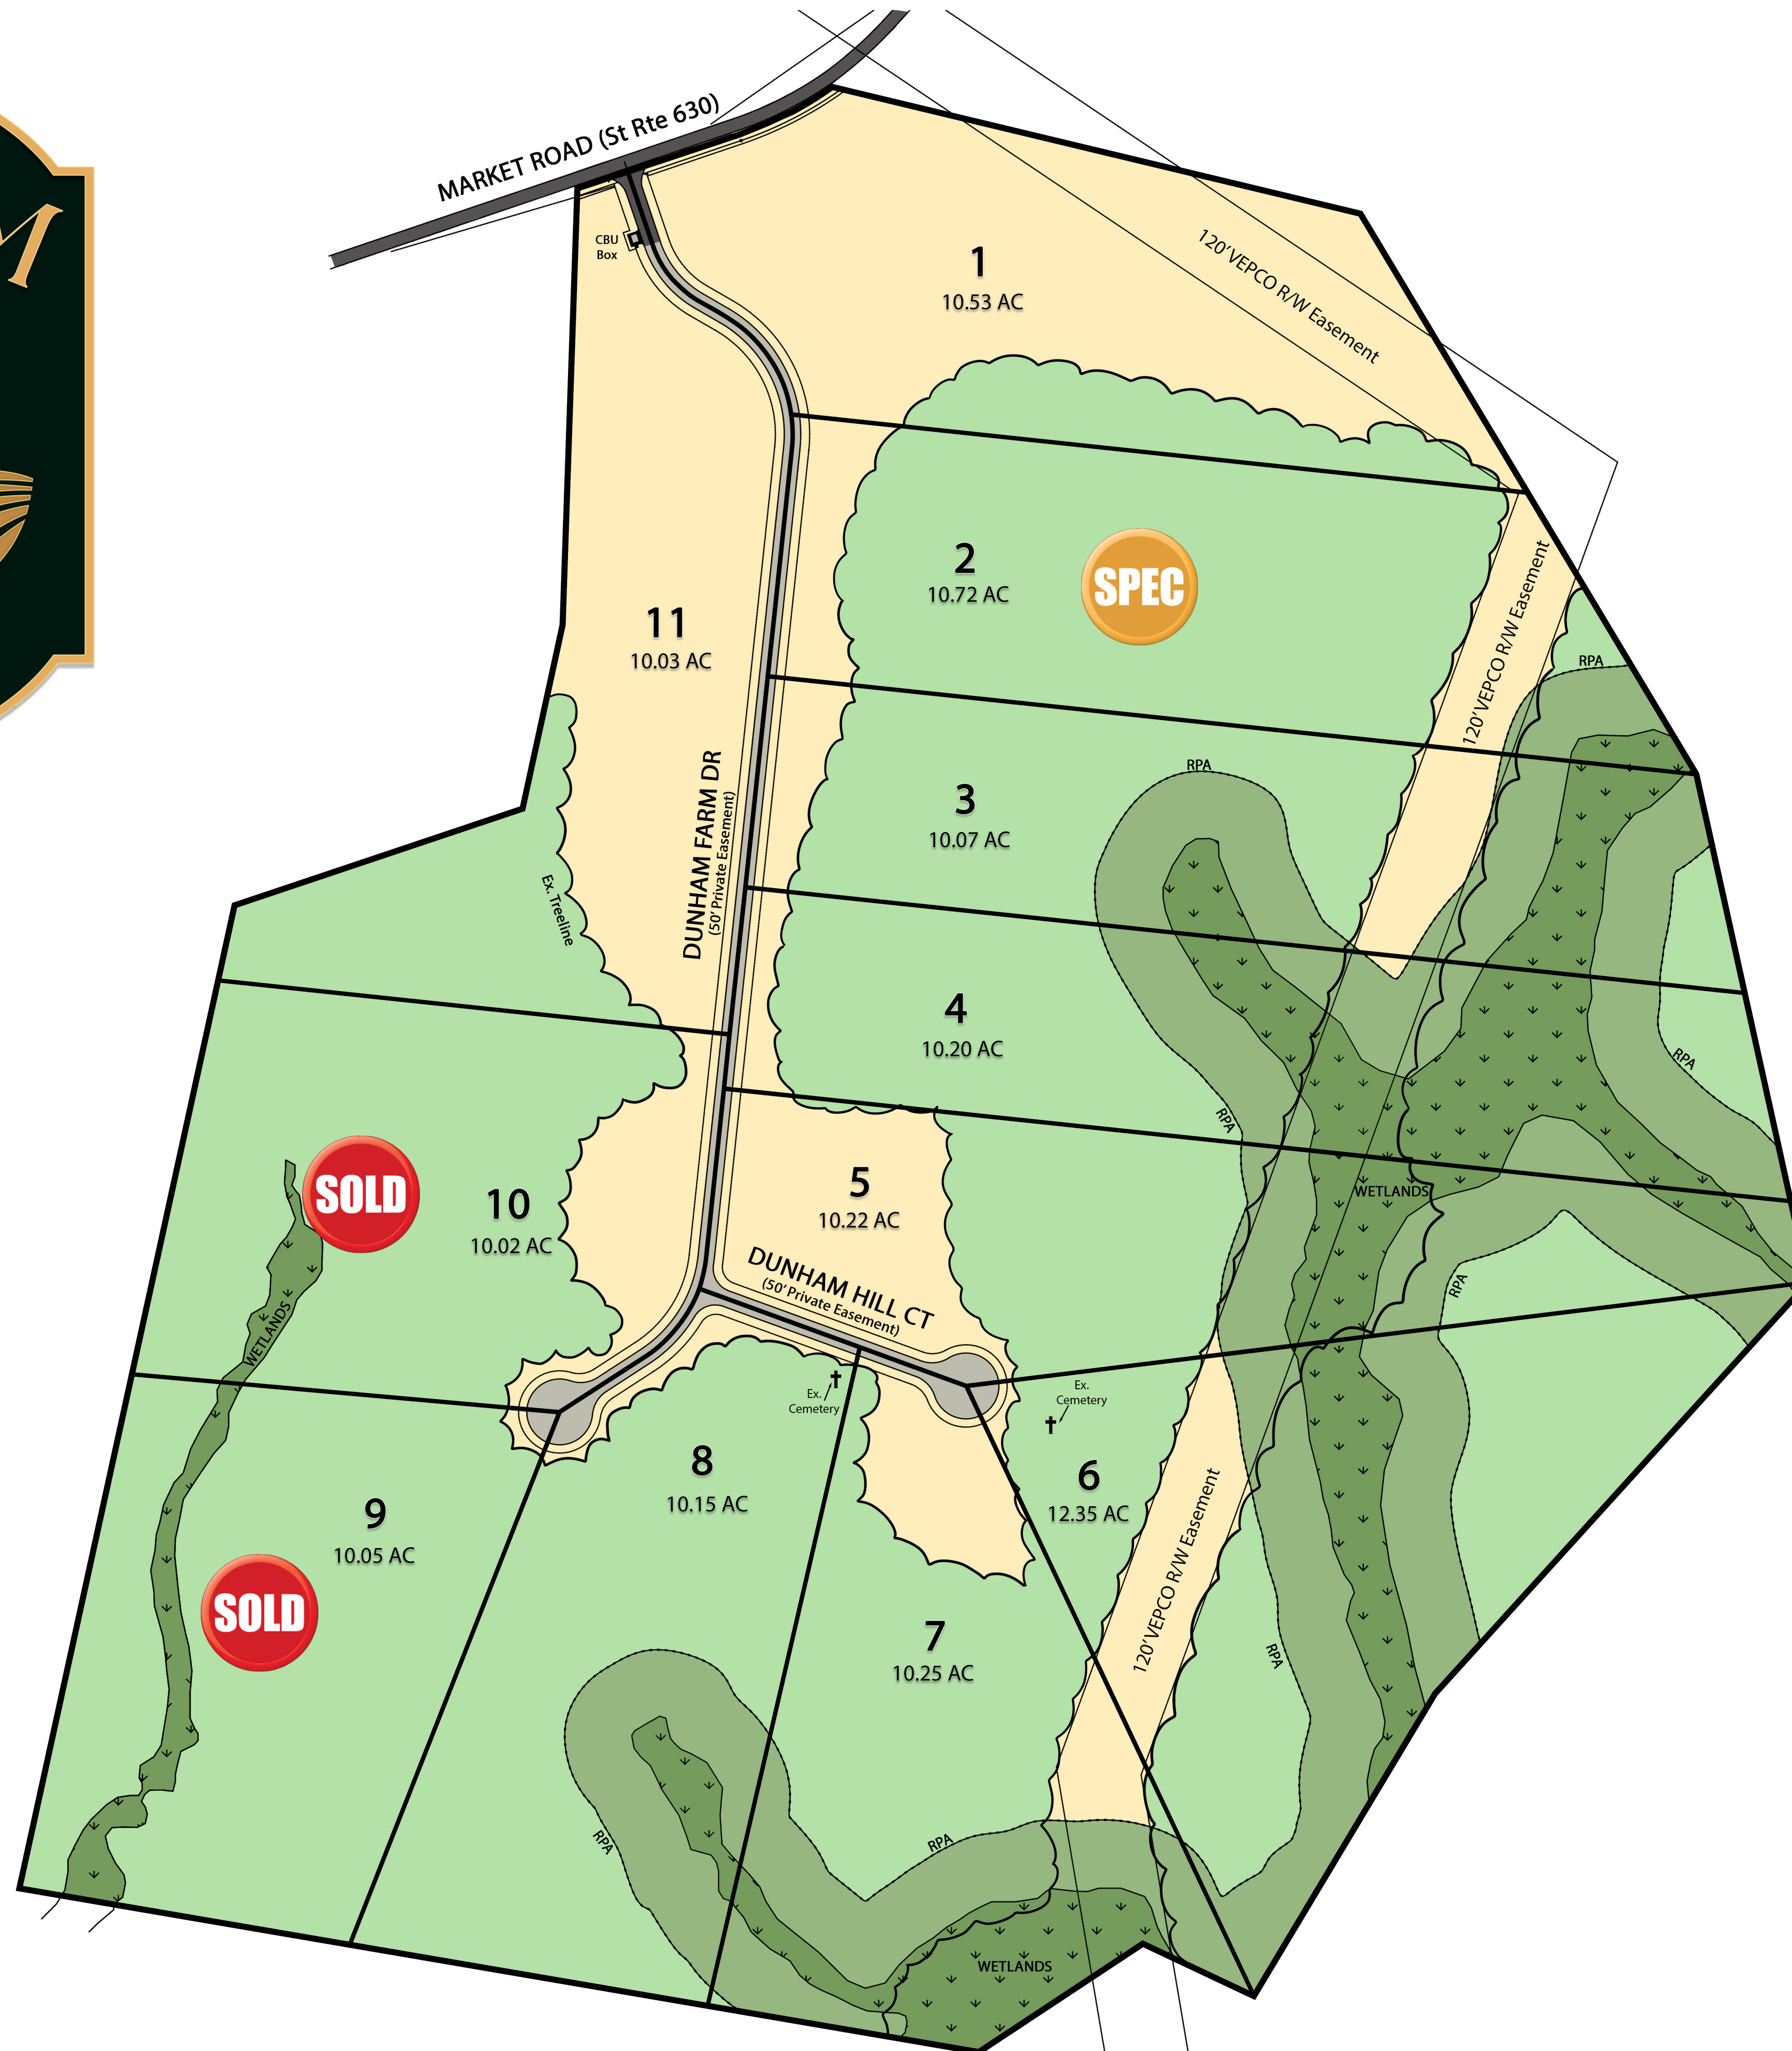 M
MARKET ROAD (St Rte 630)
CBU
Box
1
10.53 AC
120' VEPCO R/W Easement
2
10.72 AC
SPEC
120' VEPCO R/W Easement
RPA
11
10.03 AC
RPA
3
10.07 AC
DUNHAM FARM DR
(50' Private Easement)
Ex. Treeline
4
10.20 AC
RPA
RPA
5
10.22 AC
WETLANDS
SOLD
10
10.02 AC
DUNHAM HILL CT
(50' Private Easement)
RPA
WETLANDS
Ex.
Cemetery
Ex.
Cemetery
8
10.15 AC
6
12.35 AC
9
10.05 AC
120' VEPCO R/W Easement
SOLD
7
10.25 AC
RPA
RPA
RPA
WETLANDS